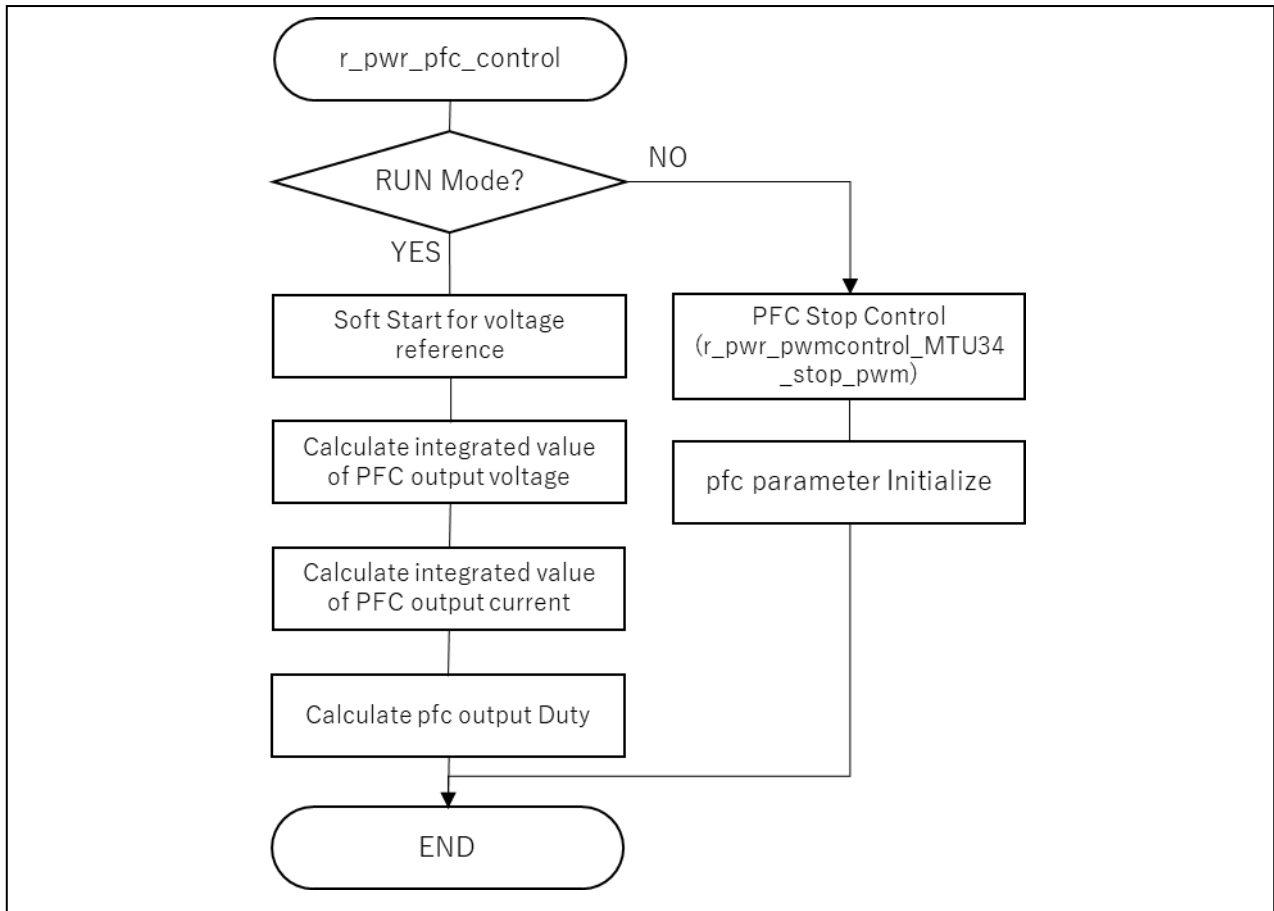 r_pwr_pfc_control
RUN Mode?
NO
YES
Soft Start for voltage
reference
Calculate integrated value
of PFC output voltage
Calculate integrated value
of PFC output current
Calculate pfc output Duty
PFC Stop Control
(r_pwr_pwmcontrol_MTU34
_stop_pwm)
pfc parameter Initialize
END